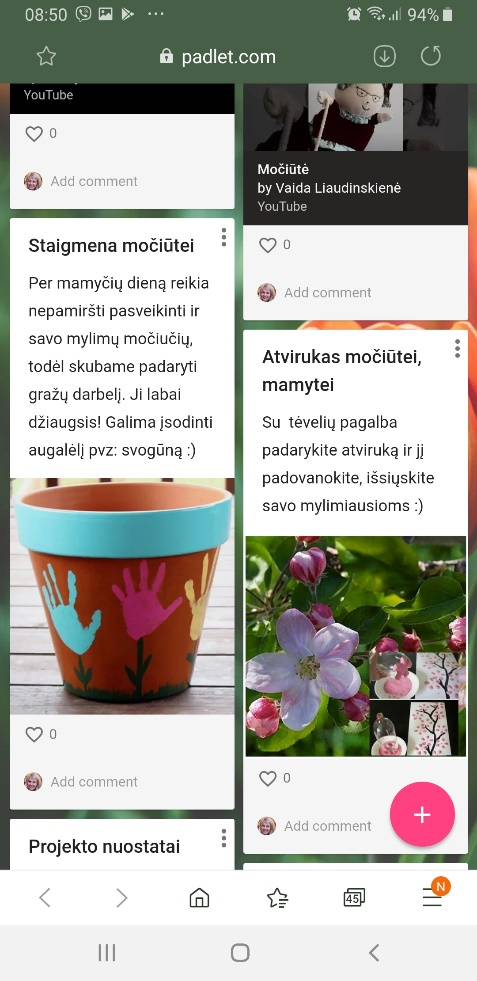 08:50
94%
padlet.com
YouTube
0
Add comment
Staigmena močiūtei
Per mamyčių dieną reikia
nepamiršti pasveikinti ir
savo mylimų močiučių,
todėl skubame padaryti
gražų darbelį. Ji labai
džiaugsis! Galima įsodinti
augalėlį pvz: svogūną :)
0
Add comment
Projekto nuostatai
Močiūtė
by Vaida Liaudinskienė
YouTube
0
Add comment
Atvirukas močiūtei,
mamytei
Su tėvelių pagalba
padarykite atviruką ir jį
padovanokite, išsiųskite
savo mylimiausioms :)
0
Add comment
+
45
N